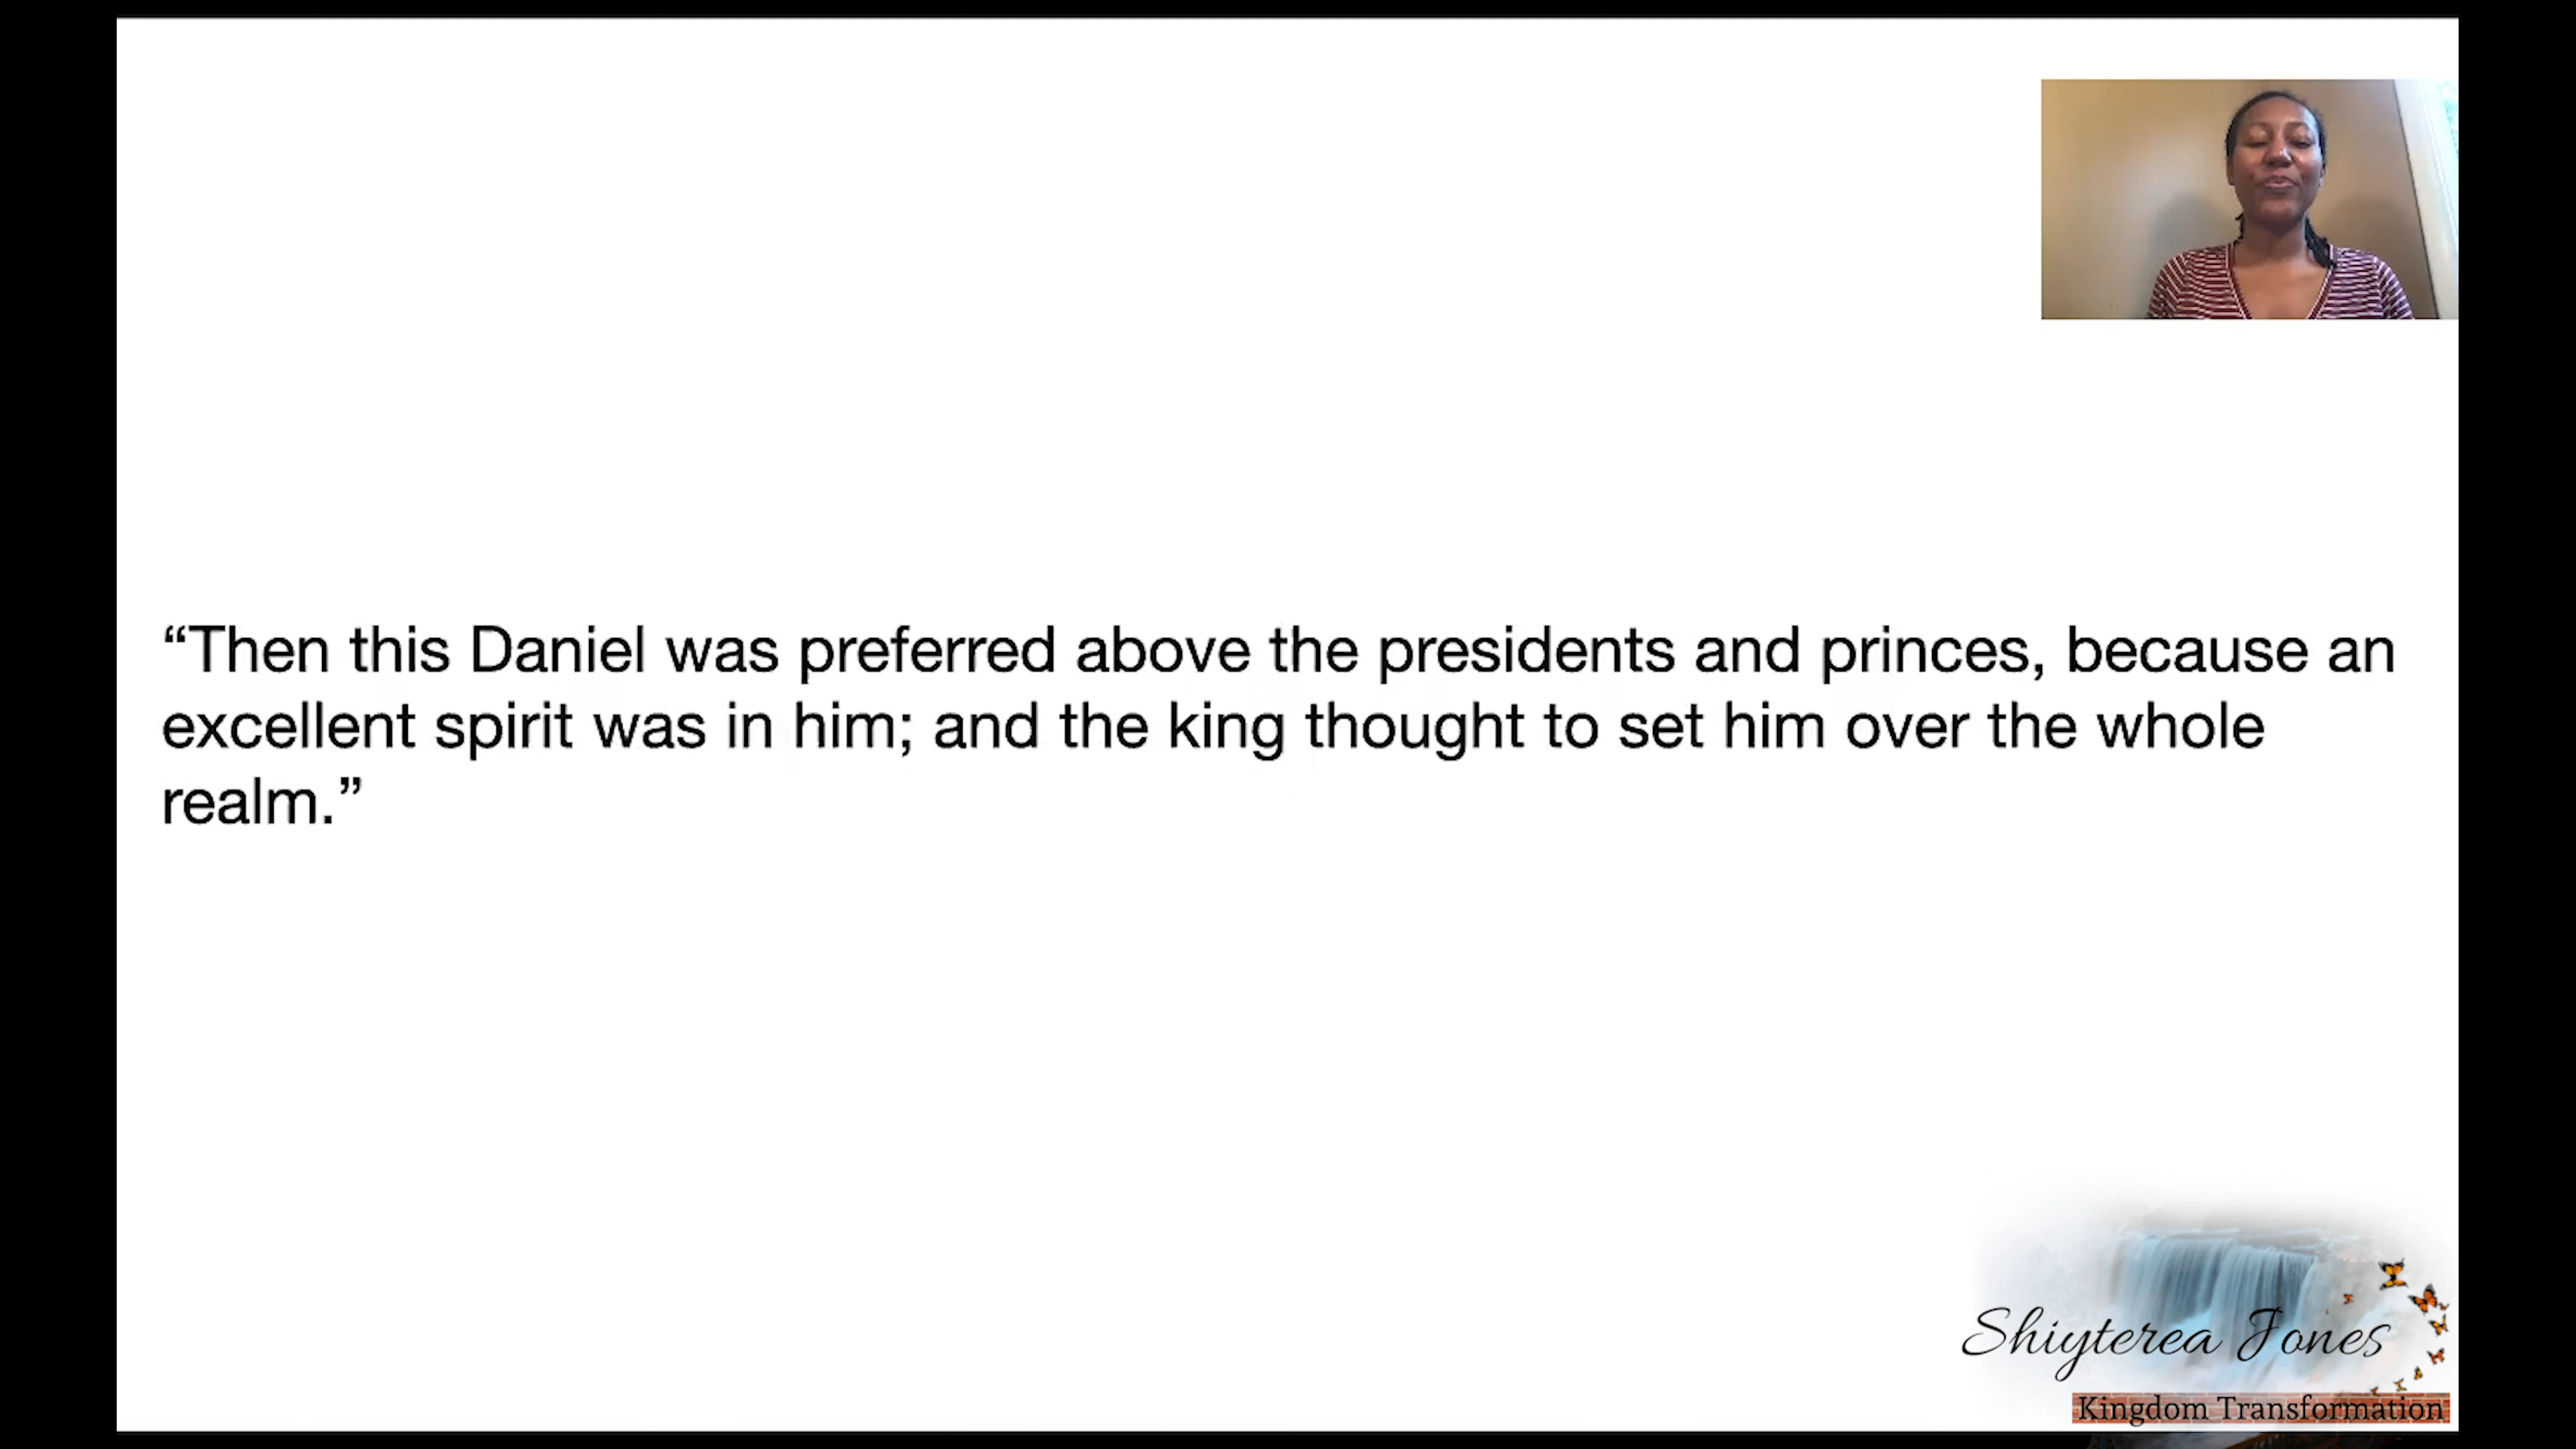 “Then this Daniel was preferred above the presidents and princes, because an
excellent spirit was in him; and the king thought to set him over the whole
realm.”
Shiyterea Jones
Kingdom Transformation